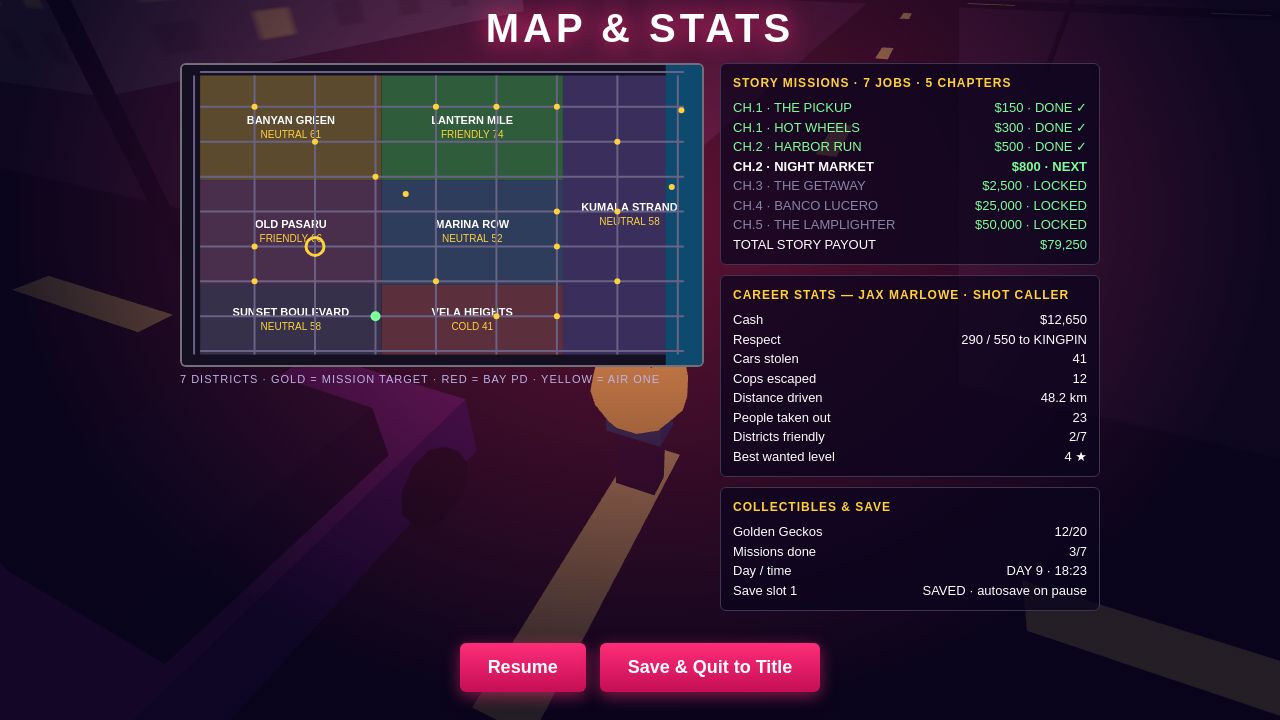 MAP & STATS
BANYAN GREEN
NEUTRAL 61
LANTERN MILE
FRIENDLY 74
KUMALA STRAND
NEUTRAL 58
OLD PASARU
FRIENDLY 66
MARINA ROW
NEUTRAL 52
SUNSET BOULEVARD
NEUTRAL 58
VELA HEIGHTS
COLD 41
7 DISTRICTS · GOLD = MISSION TARGET · RED = BAY PD · YELLOW = AIR ONE
STORY MISSIONS · 7 JOBS · 5 CHAPTERS
CH.1 · THE PICKUP $150 · DONE ✓
CH.1 · HOT WHEELS $300 · DONE ✓
CH.2 · HARBOR RUN $500 · DONE ✓
CH.2 · NIGHT MARKET $800 · NEXT
CH.3 · THE GETAWAY $2,500 · LOCKED
CH.4 · BANCO LUCERO $25,000 · LOCKED
CH.5 · THE LAMPLIGHTER $50,000 · LOCKED
TOTAL STORY PAYOUT $79,250
CAREER STATS — JAX MARLOWE · SHOT CALLER
Cash $12,650
Respect 290 / 550 to KINGPIN
Cars stolen 41
Cops escaped 12
Distance driven 48.2 km
People taken out 23
Districts friendly 2/7
Best wanted level 4 ★
COLLECTIBLES & SAVE
Golden Geckos 12/20
Missions done 3/7
Day / time DAY 9 · 18:23
Save slot 1 SAVED · autosave on pause
Resume
Save & Quit to Title